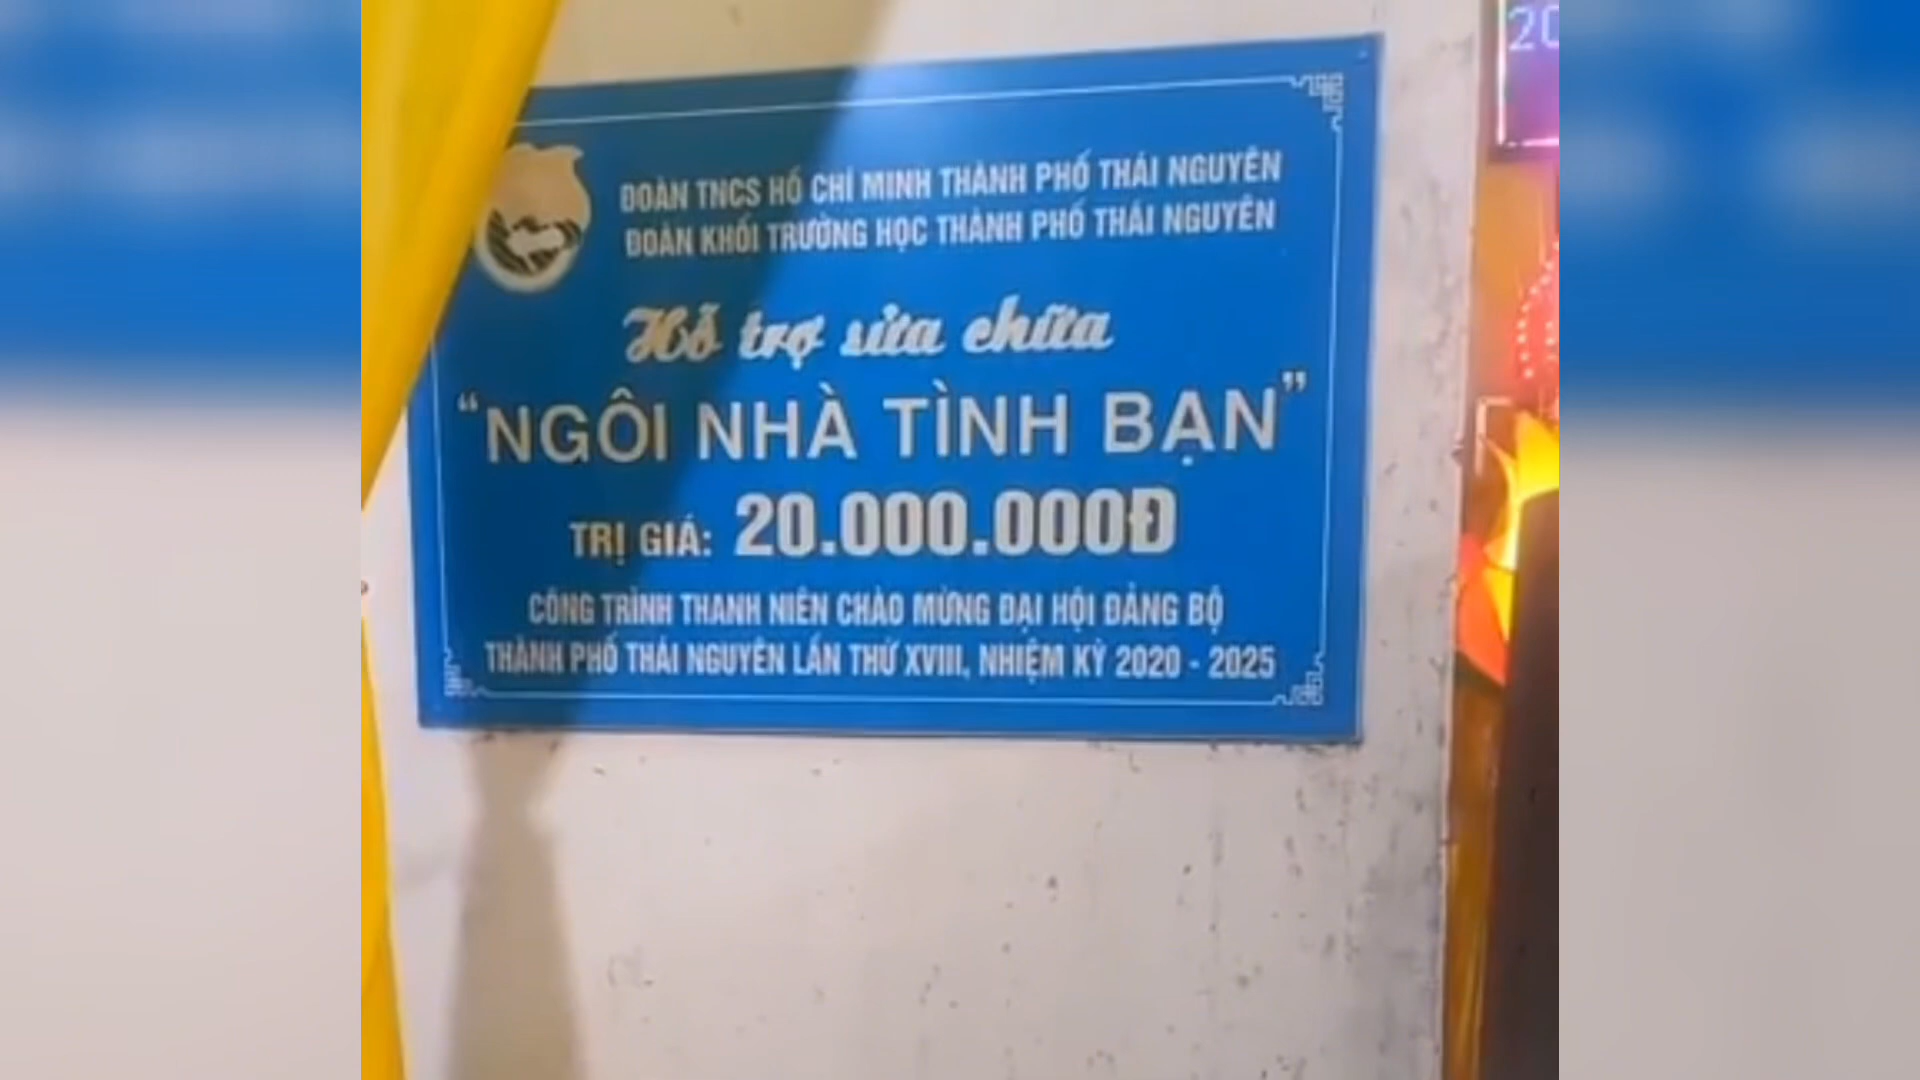 20
ĐOÀN TNCS HỒ CHÍ MINH THÀNH PHỐ THÁI NGUYÊN
ĐOÀN KHỐI TRƯỜNG HỌC THÀNH PHỐ THÁI NGUYÊN
Hỗ trợ sửa chữa
“NGÔI NHÀ TÌNH BẠN”
TRỊ GIÁ: 20.000.000Đ
CÔNG TRÌNH THANH NIÊN CHÀO MỪNG ĐẠI HỘI ĐẢNG BỘ
THÀNH PHỐ THÁI NGUYÊN LẦN THỨ XVIII, NHIỆM KỲ 2020 - 2025